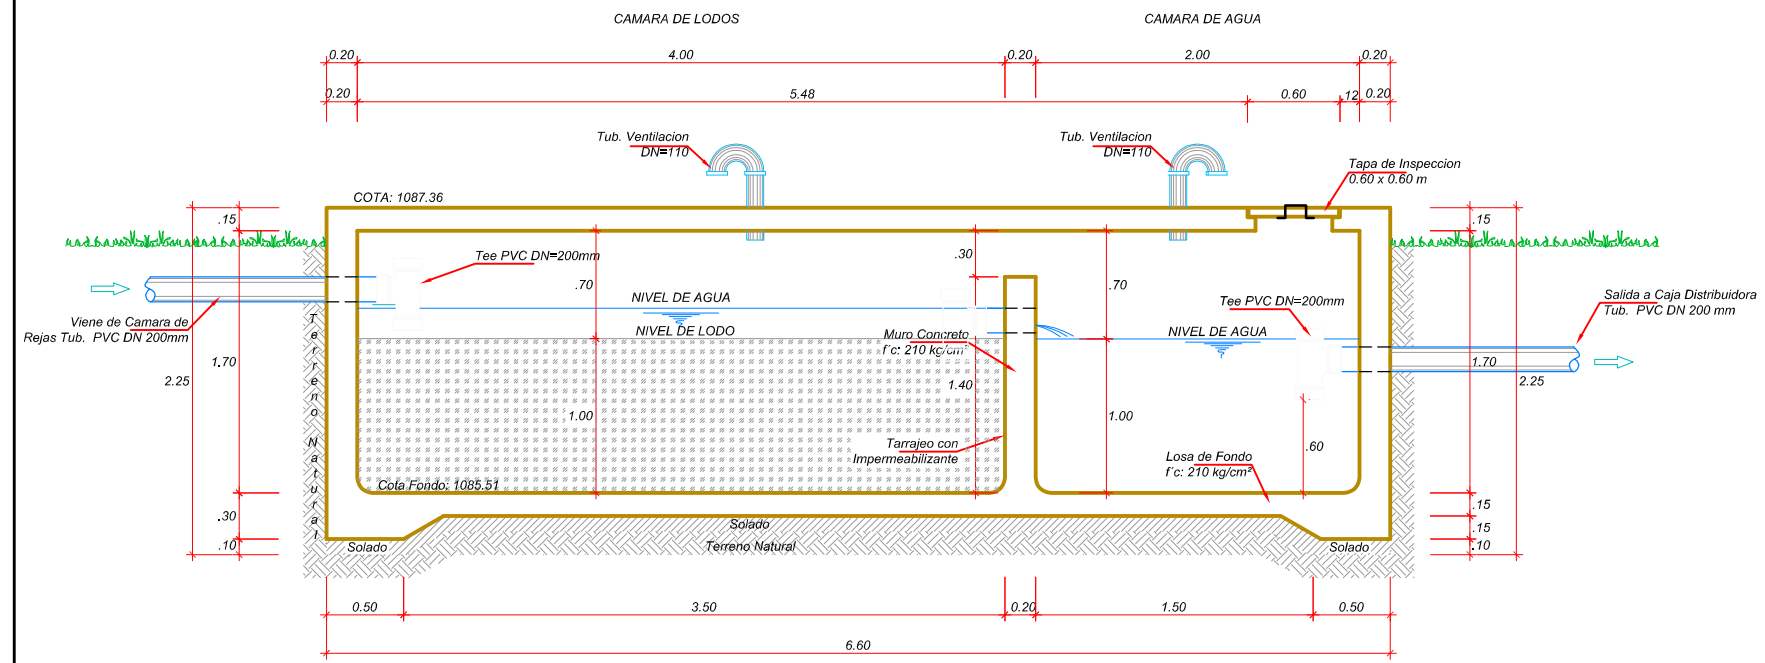 CAMARA DE LODOS
CAMARA DE AGUA
0.20
4.00
0.20
2.00
0.20
0.20
5.48
0.60
12
0.20
Tub. Ventilacion
DN=110
Tub. Ventilacion
DN=110
Tapa de Inspeccion
0.60 x 0.60 m
COTA: 1087.36
.15
.15
Tee PVC DN=200mm
.30
.70
.70
NIVEL DE AGUA
NIVEL DE LODO
Tee PVC DN=200mm
NIVEL DE AGUA
Salida a Caja Distribuidora
Tub. PVC DN 200 mm
Viene de Camara de
Rejas Tub. PVC DN 200mm
Muro Concreto
f´c: 210 kg/cm²
Terreno Natural
2.25
1.70
1.40
1.70
2.25
1.00
1.00
.60
Tarrajeo con
Impermeabilizante
Losa de Fondo
f´c: 210 kg/cm²
Cota Fondo: 1085.51
.30
.10
.15
.15
.10
Solado
Solado
Terreno Natural
Solado
0.50
3.50
0.20
1.50
0.50
6.60